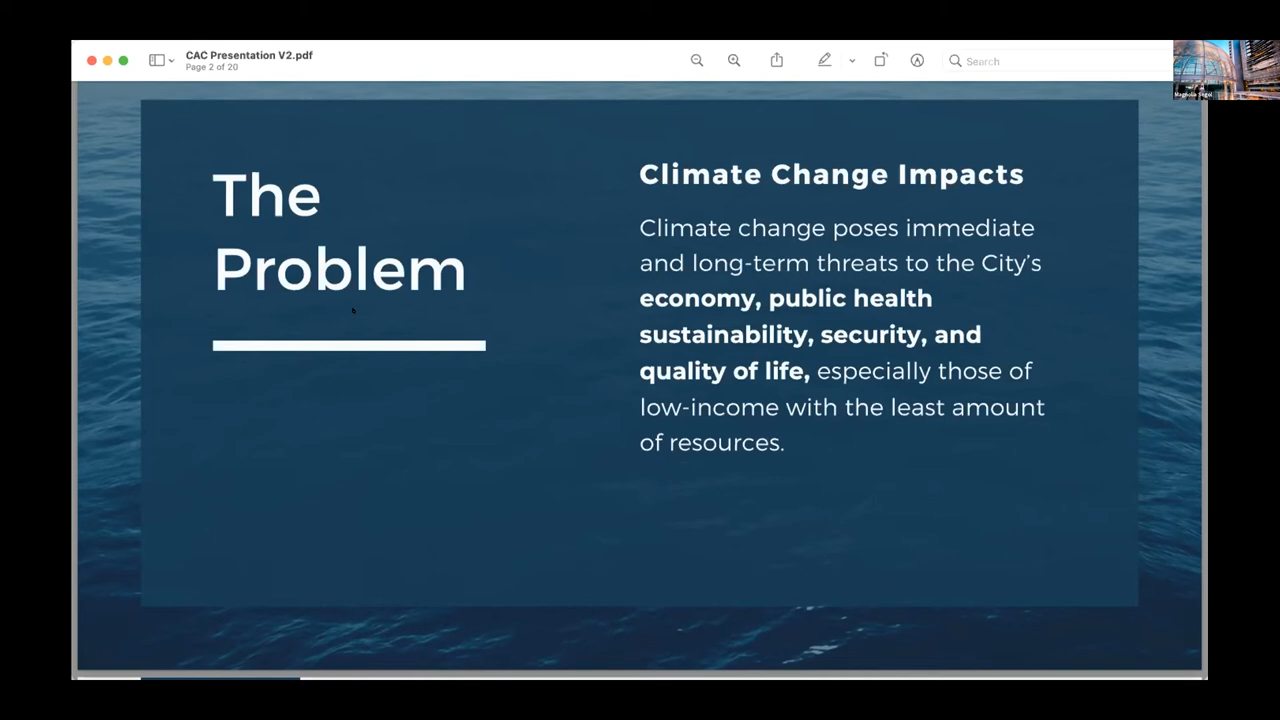 CAC Presentation V2.pdf
Page 2 of 20
Search
Magnolia Segol
The
Problem
Climate Change Impacts
Climate change poses immediate
and long-term threats to the City’s
economy, public health
sustainability, security, and
quality of life, especially those of
low-income with the least amount
of resources.